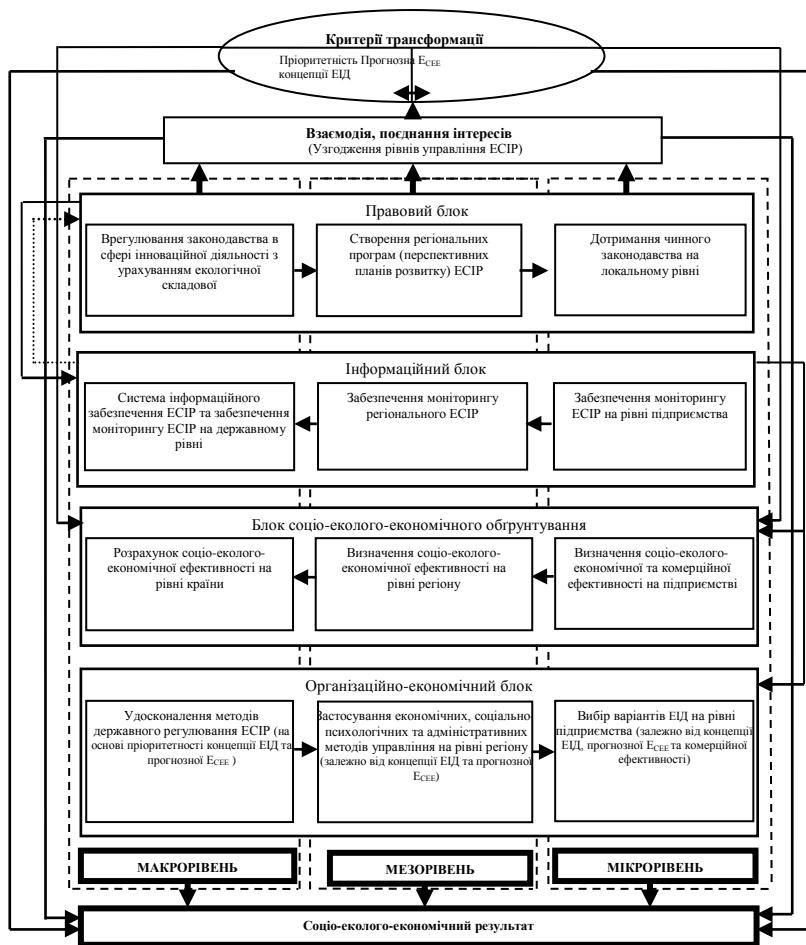 Критерії трансформації
Пріоритетність Прогнозна Е_СЕЕ
концепції ЕІД
Взаємодія, поєднання інтересів
(Узгодження рівнів управління ЕСІР)
Правовий блок
Врегулювання законодавства в
сфері інноваційної діяльності з
урахуванням екологічної
складової
Створення регіональних
програм (перспективних
планів розвитку) ЕСІР
Дотримання чинного
законодавства на
локальному рівні
Інформаційний блок
Система інформаційного
забезпечення ЕСІР та забезпечення
моніторингу ЕСІР на державному
рівні
Забезпечення моніторингу
регіонального ЕСІР
Забезпечення моніторингу
ЕСІР на рівні підприємства
Блок соціо-еколого-економічного обґрунтування
Розрахунок соціо-еколого-
економічної ефективності на
рівні країни
Визначення соціо-еколого-
економічної ефективності на
рівні регіону
Визначення соціо-еколого-
економічної та комерційної
ефективності на підприємстві
Організаційно-економічний блок
Удосконалення методів
державного регулювання ЕСІР (на
основі пріоритетності концепції ЕІД та
прогнозної Е_СЕЕ )
Застосування економічних, соціально-
психологічних та адміністративних
методів управління на рівні регіону
(залежно від концепції ЕІД та прогнозної
Е_СЕЕ)
Вибір варіантів ЕІД на рівні
підприємства (залежно від концепції
ЕІД, прогнозної Е_СЕЕ та комерційної
ефективності)
МАКРОРІВЕНЬ
МЕЗОРІВЕНЬ
МІКРОРІВЕНЬ
Соціо-еколого-економічний результат